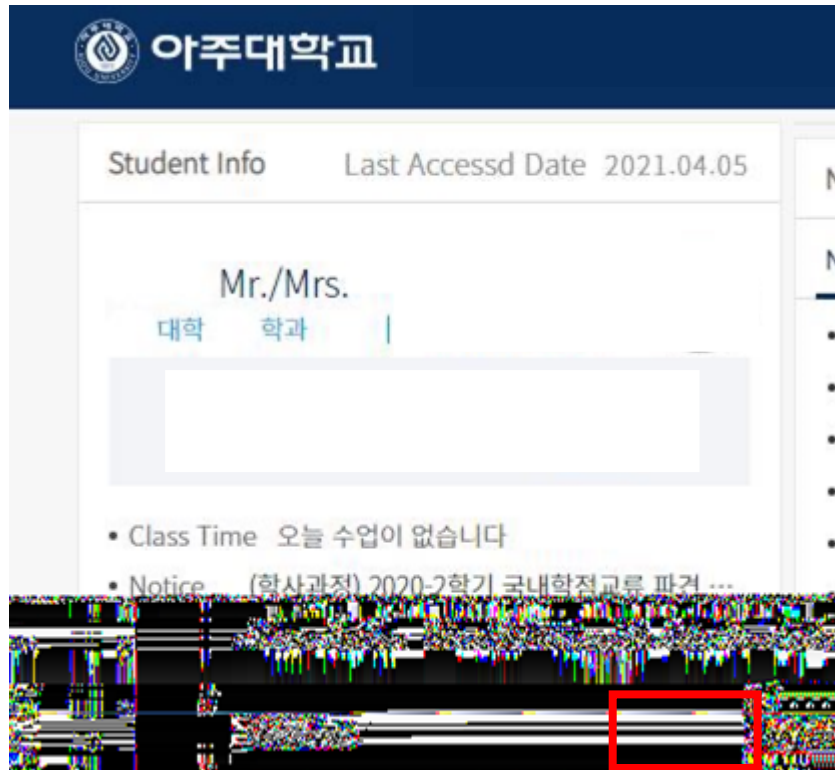 아주대학교
Student Info Last Accessd Date 2021.04.05
Mr./Mrs.
대학 학과 |
• Class Time 오늘 수업이 없습니다
• Notice (학사과정) 2020-2학기 국내학점교류 파견 ···